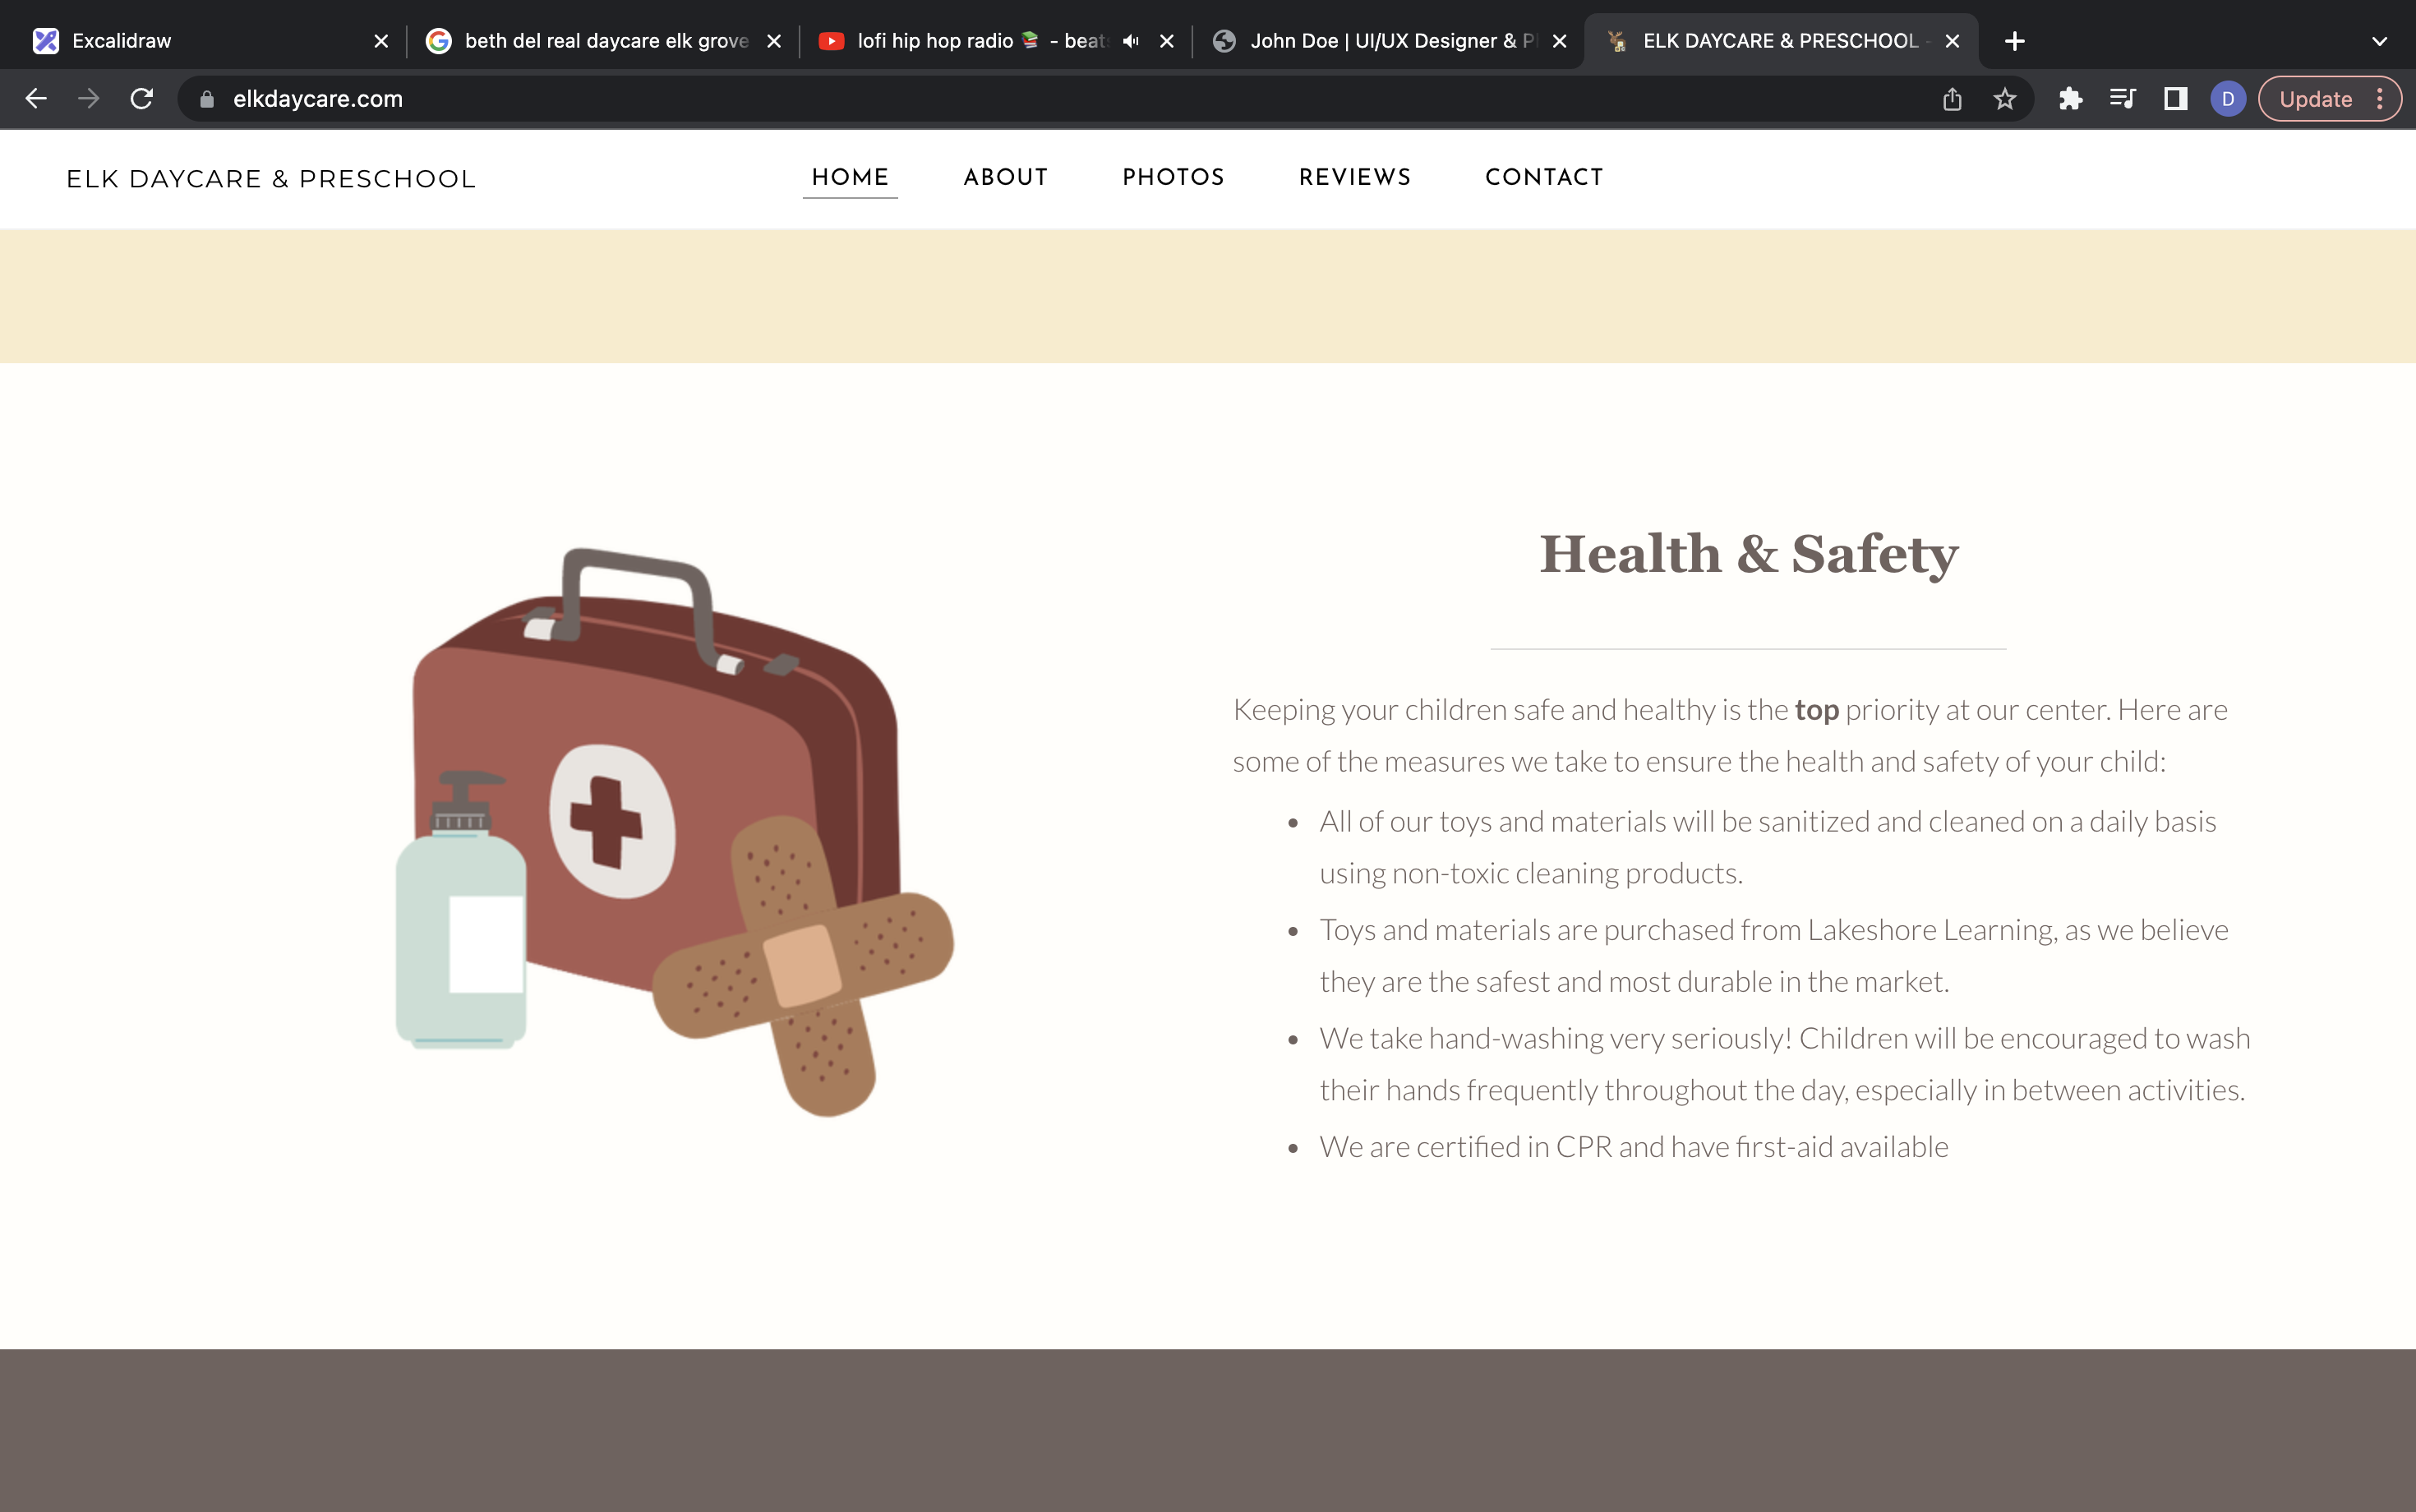 Excalidraw
beth del real daycare elk grove
lofi hip hop radio 📚 - beat
John Doe | UI/UX Designer & P
ELK DAYCARE & PRESCHOOL -
elkdaycare.com
D
Update
ELK DAYCARE & PRESCHOOL
HOME
ABOUT
PHOTOS
REVIEWS
CONTACT
Health & Safety
Keeping your children safe and healthy is the top priority at our center. Here are
some of the measures we take to ensure the health and safety of your child:
• All of our toys and materials will be sanitized and cleaned on a daily basis
using non-toxic cleaning products.
• Toys and materials are purchased from Lakeshore Learning, as we believe
they are the safest and most durable in the market.
• We take hand-washing very seriously! Children will be encouraged to wash
their hands frequently throughout the day, especially in between activities.
• We are certified in CPR and have first-aid available